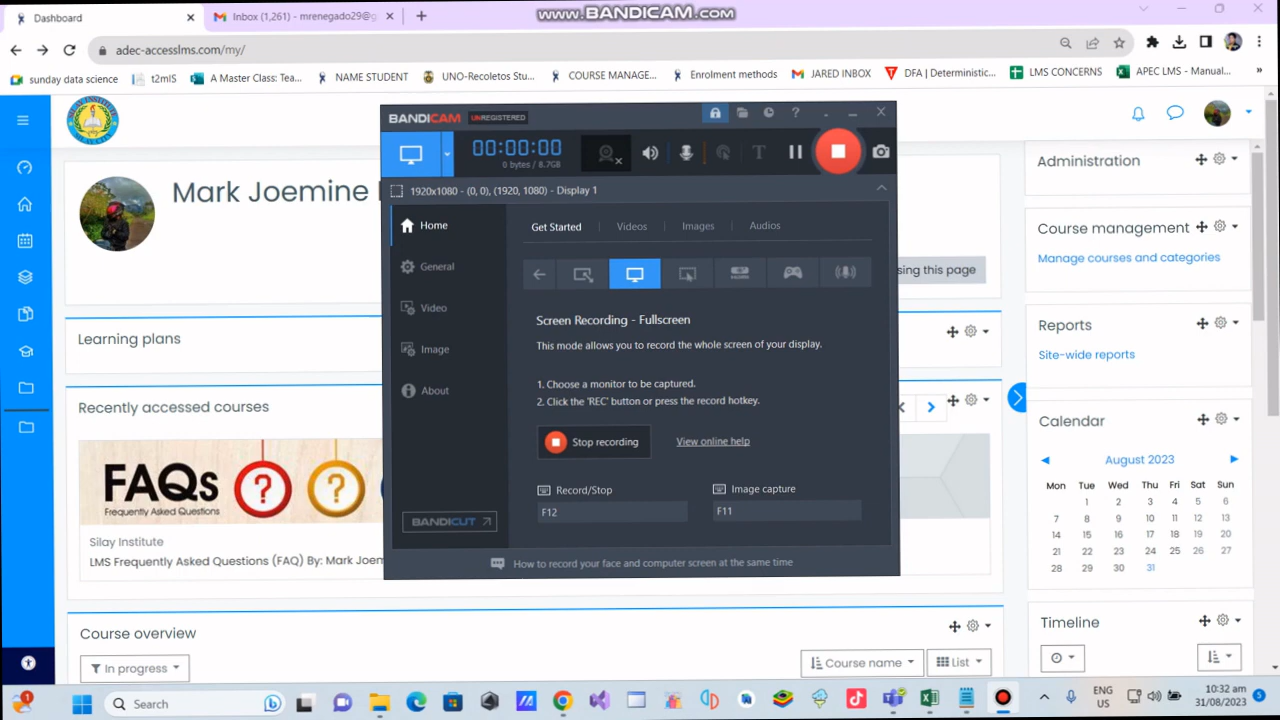 Dashboard
Inbox (1,261) - mrenegado29@g
www.BANDICAM.com
adec-accesslms.com/my/
sunday data science
t2mIS
A Master Class: Tea...
NAME STUDENT
UNO-Recoletos Stu...
COURSE MANAGE...
Enrolment methods
JARED INBOX
DFA | Deterministic...
LMS CONCERNS
APEC LMS - Manual...
Mark Joemine
sing this page
Learning plans
Recently accessed courses
FAQs
Frequently Asked Questions
Silay Institute
LMS Frequently Asked Questions (FAQ) By: Mark Joem
Course overview
In progress
Course name
List
BANDICAM
UNREGISTERED
00:00:00
0 bytes / 8.7GB
1920x1080 - (0, 0), (1920, 1080) - Display 1
Home
General
Video
Image
About
BANDICUT
Get Started
Videos
Images
Audios
Screen Recording - Fullscreen
This mode allows you to record the whole screen of your display.
1. Choose a monitor to be captured.
2. Click the 'REC' button or press the record hotkey.
Stop recording
View online help
Record/Stop
F12
Image capture
F11
How to record your face and computer screen at the same time
Administration
Course management
Manage courses and categories
Reports
Site-wide reports
Calendar
August 2023
Mon Tue Wed Thu Fri Sat Sun
1 2 3 4 5 6
7 8 9 10 11 12 13
14 15 16 17 18 19 20
21 22 23 24 25 26 27
28 29 30 31
Timeline
1
Search
ENG
US
10:32 am
31/08/2023
5